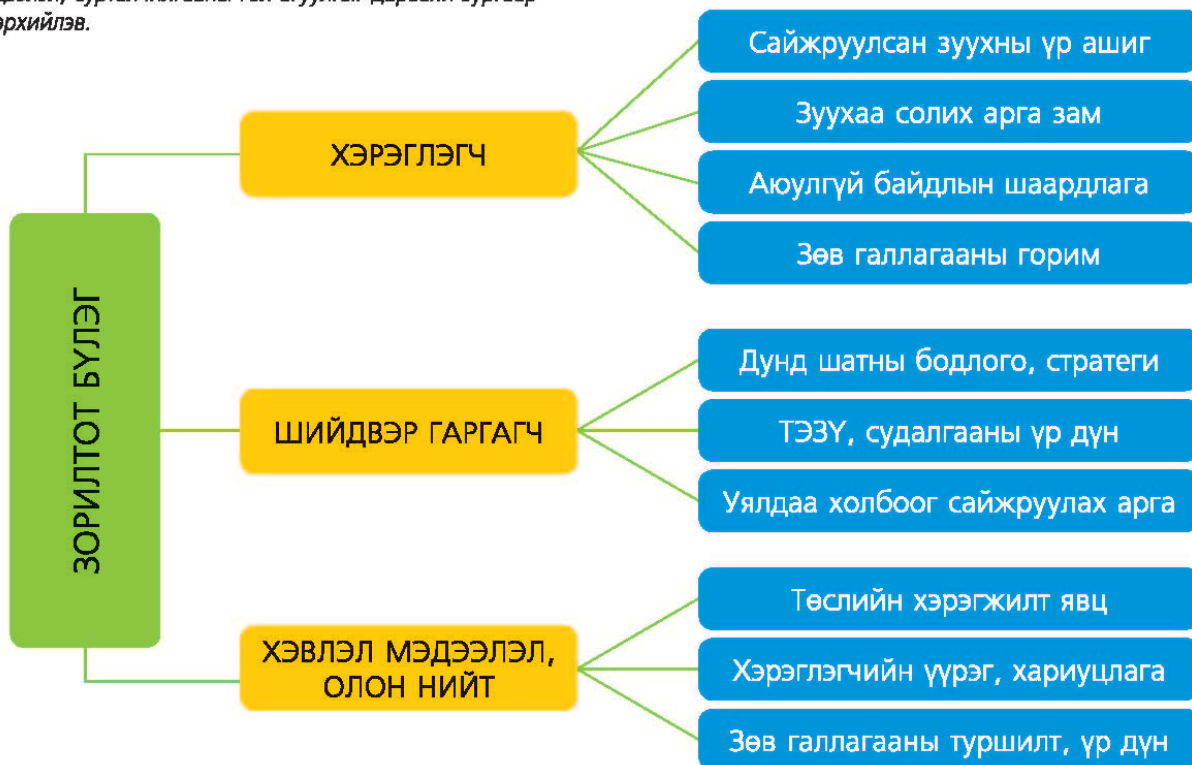 эрхийлэв.
ЗОРИЛТОТ БҮЛЭГ
ХЭРЭГЛЭГЧ
Сайжруулсан зуухны үр ашиг
Зуухаа солих арга зам
Аюулгүй байдлын шаардлага
Зөв галлагааны горим
ШИЙДВЭР ГАРГАГЧ
Дунд шатны бодлого, стратеги
ТЭЗҮ, судалгааны үр дүн
Уялдаа холбоог сайжруулах арга
ХЭВЛЭЛ МЭДЭЭЛЭЛ,
ОЛОН НИЙТ
Төслийн хэрэгжилт явц
Хэрэглэгчийн үүрэг, хариуцлага
Зөв галлагааны туршилт, үр дүн